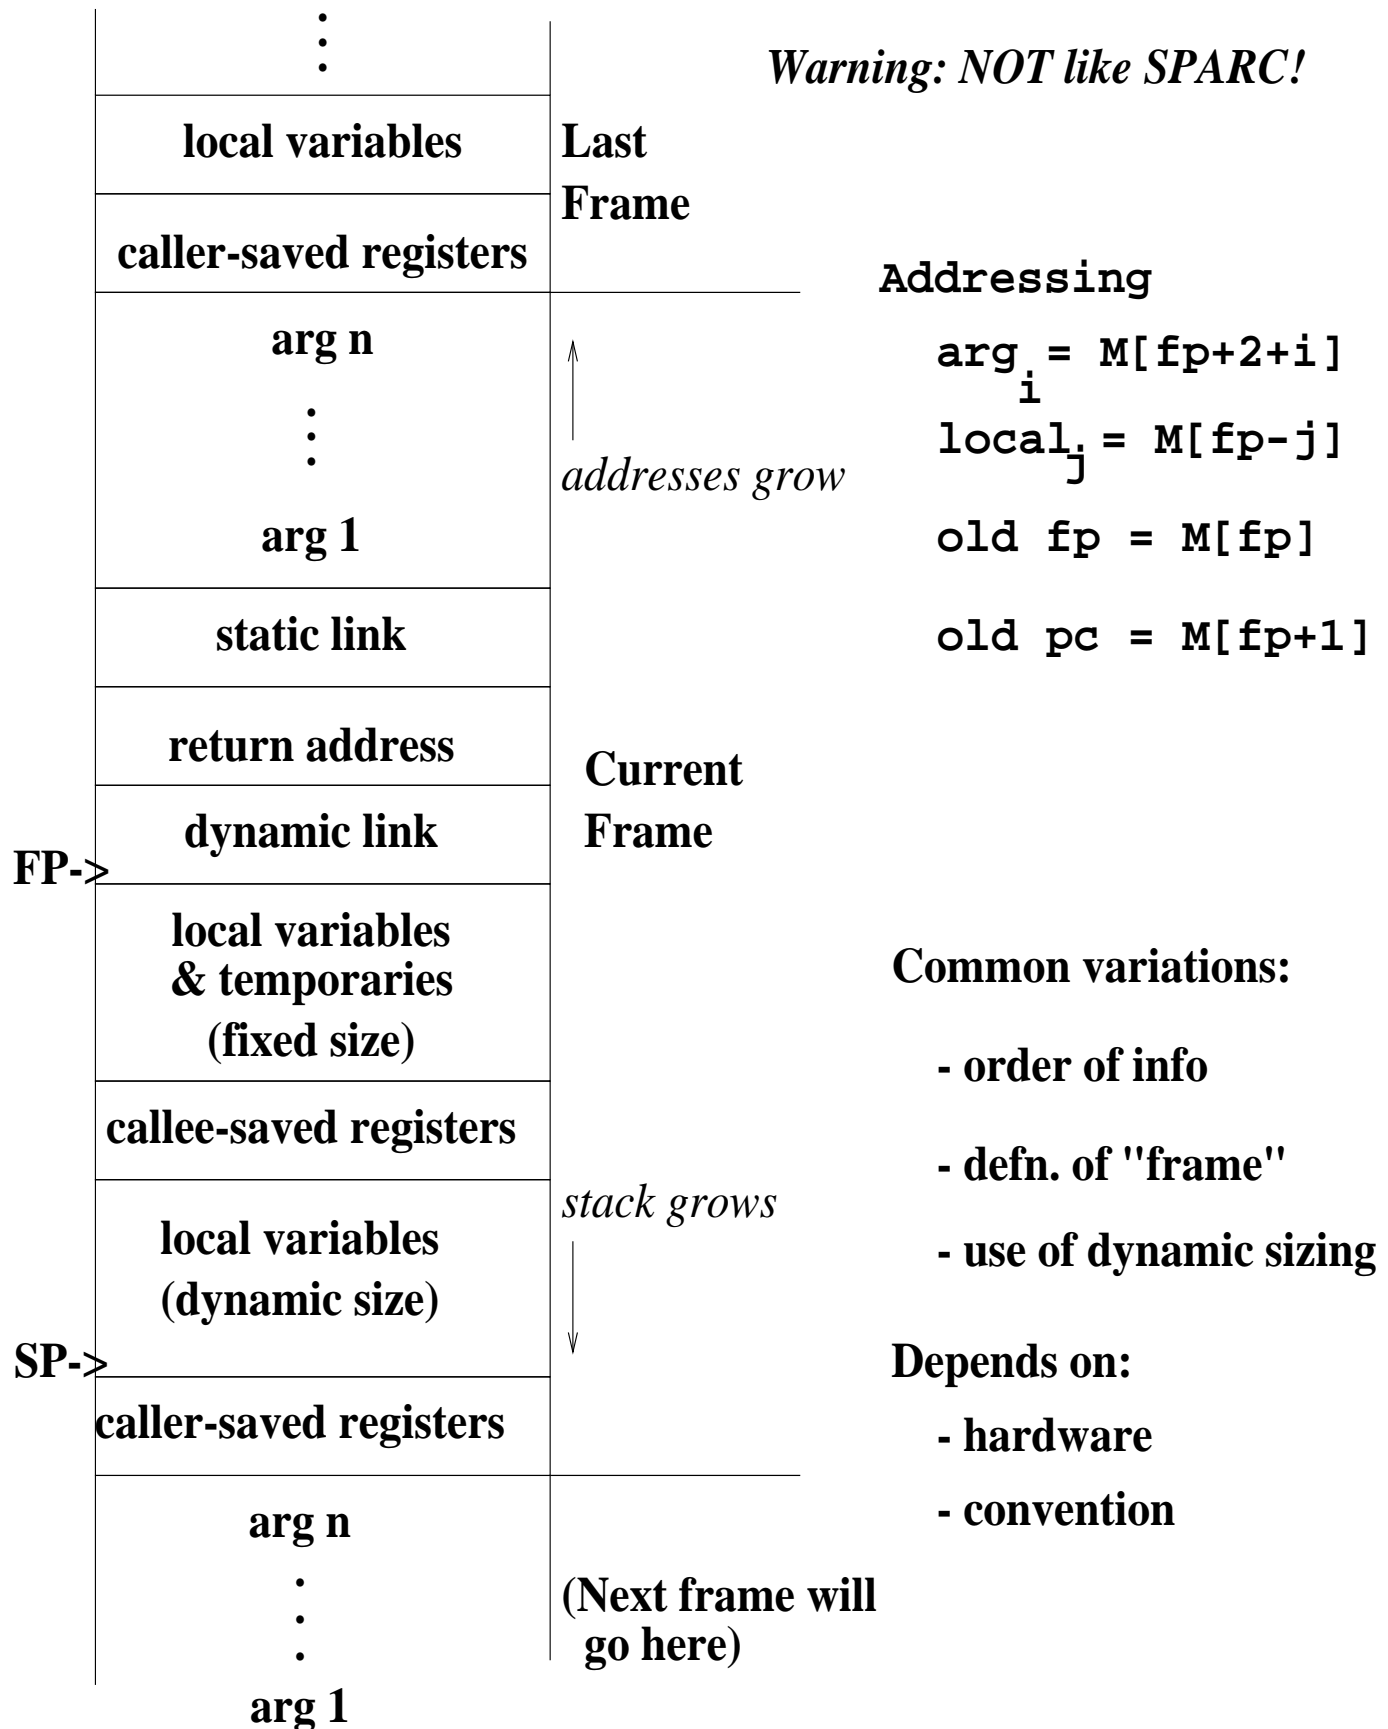 Warning: NOT like SPARC!
local variables
Last
Frame
caller-saved registers
Addressing
arg n
arg i = M[fp+2+i]
local j = M[fp-j]
addresses grow
arg 1
old fp = M[fp]
static link
old pc = M[fp+1]
return address
Current
Frame
dynamic link
FP->
local variables
& temporaries
(fixed size)
Common variations:
- order of info
callee-saved registers
- defn. of "frame"
stack grows
local variables
(dynamic size)
- use of dynamic sizing
SP->
Depends on:
caller-saved registers
- hardware
- convention
arg n
(Next frame will
go here)
arg 1